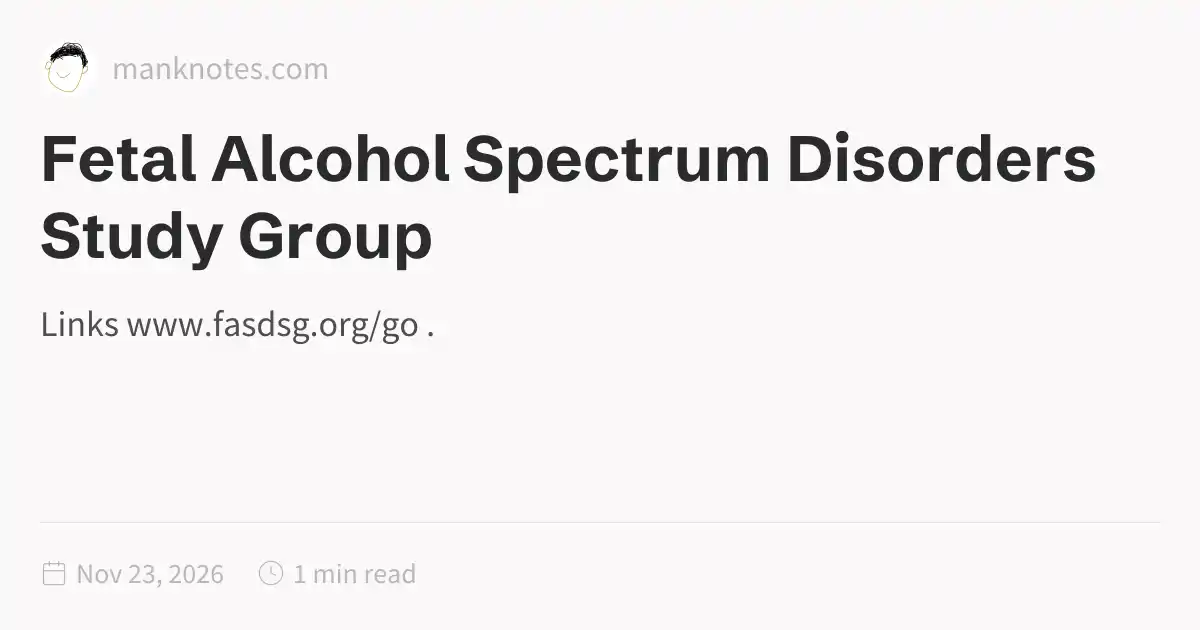 manknotes.com
Fetal Alcohol Spectrum Disorders
Study Group
Links www.fasdsg.org/go .
Nov 23, 2026 1 min read